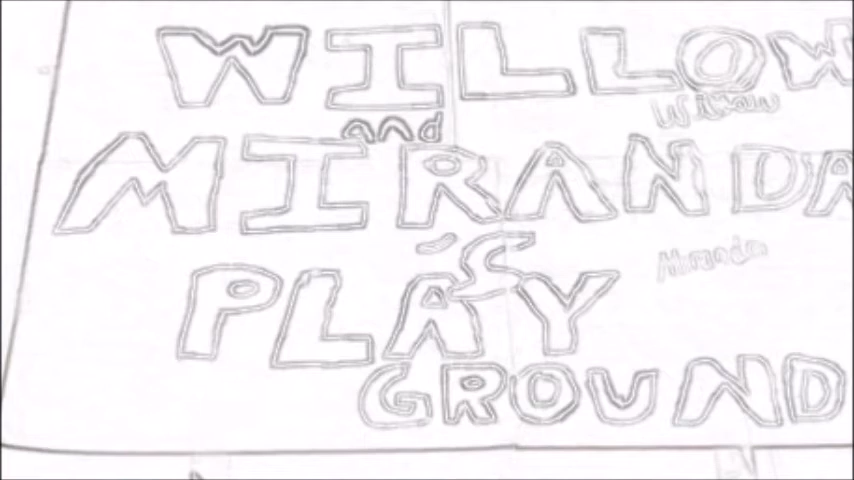 WILLOW
Willow
and
MIRANDA
'S
Miranda
PLAY
GROUND